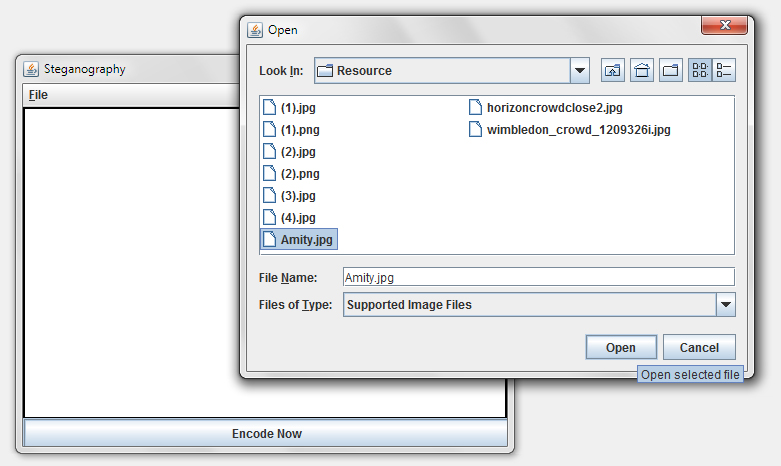 Open
Steganography
File
Look In: Resource
(1).jpg
(1).png
(2).jpg
(2).png
(3).jpg
(4).jpg
Amity.jpg
horizoncrowdclose2.jpg
wimbledon_crowd_1209326i.jpg
File Name: Amity.jpg
Files of Type: Supported Image Files
Open Cancel
Open selected file
Encode Now